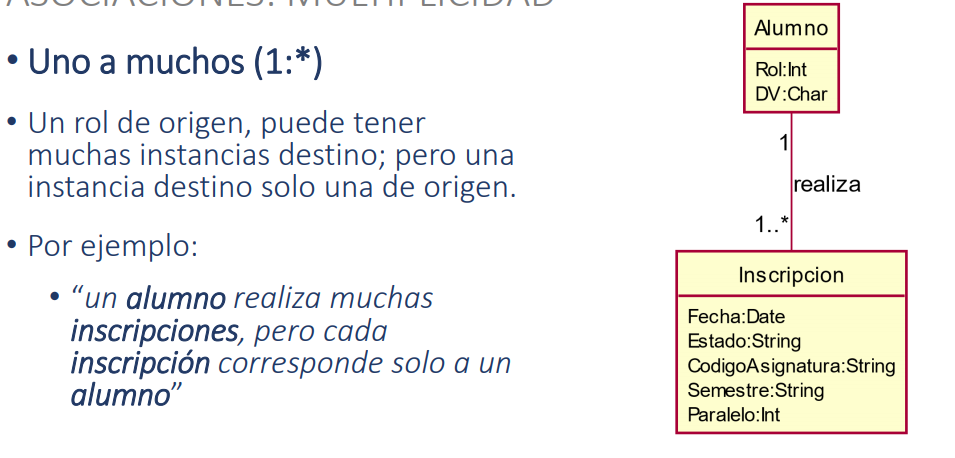 ASOCIACIONES: MULTIPLICIDAD
• Uno a muchos (1:*)
• Un rol de origen, puede tener
muchas instancias destino; pero una
instancia destino solo una de origen.
• Por ejemplo:
• “un alumno realiza muchas
inscripciones, pero cada
inscripción corresponde solo a un
alumno”
Alumno
Rol:Int
DV:Char
1
realiza
1..*
Inscripcion
Fecha:Date
Estado:String
CodigoAsignatura:String
Semestre:String
Paralelo:Int